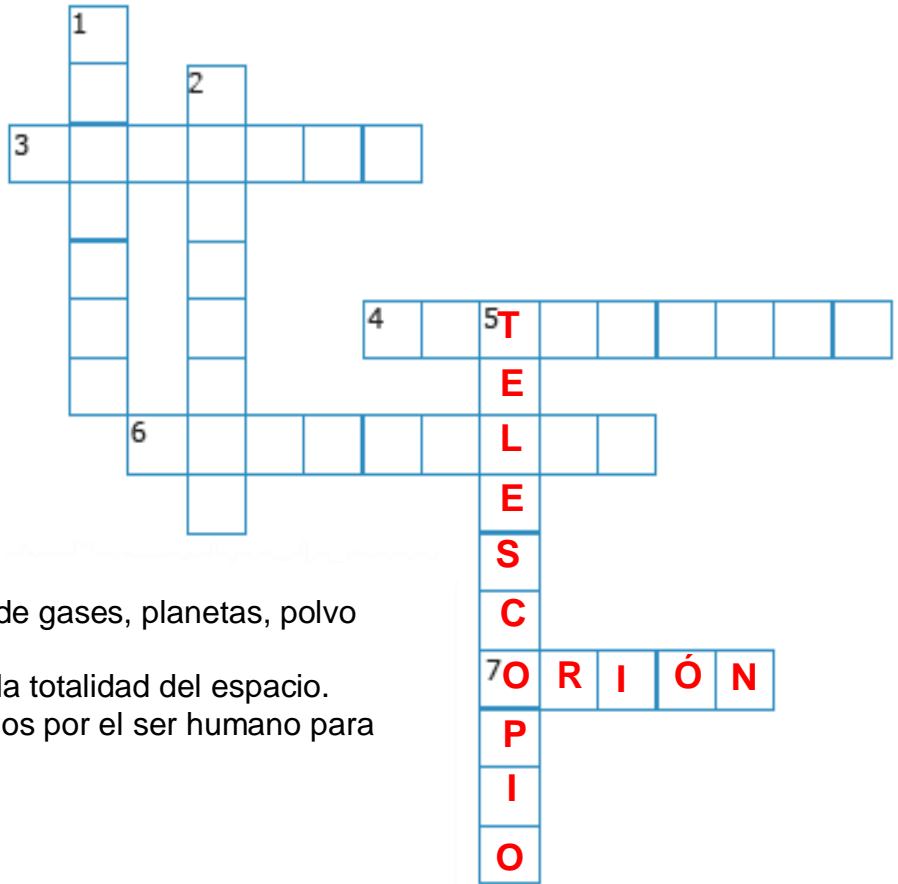 1
2
3
4 5T
E
6 L
E
S
C
7O R I Ó N
P
I
O
de gases, planetas, polvo
la totalidad del espacio.
os por el ser humano para